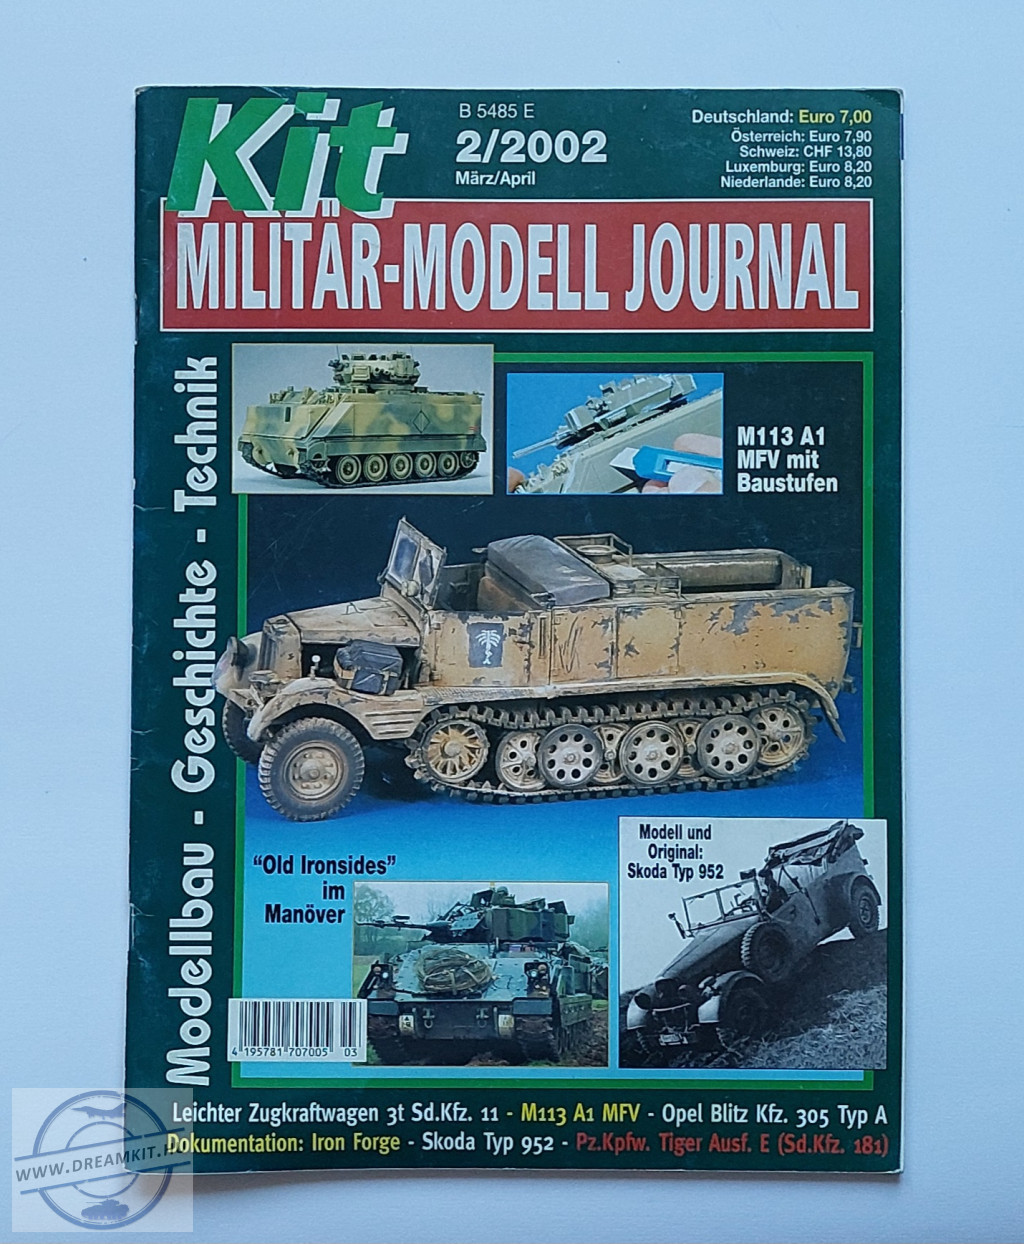 Kit
B 5485 E
2/2002
März/April
Deutschland: Euro 7,00
Österreich: Euro 7,90
Schweiz: CHF 13,80
Luxemburg: Euro 8,20
Niederlande: Euro 8,20
MILITÄR-MODELL JOURNAL
Modellbau - Geschichte - Technik
M113 A1
MFV mit
Baustufen
"Old Ironsides"
im
Manöver
Modell und
Original:
Skoda Typ 952
4 195781 707005 03
Leichter Zugkraftwagen 3t Sd.Kfz. 11 - M113 A1 MFV - Opel Blitz Kfz. 305 Typ A
Dokumentation: Iron Forge - Skoda Typ 952 - Pz.Kpfw. Tiger Ausf. E (Sd.Kfz. 181)
WWW.DREAMKIT.H